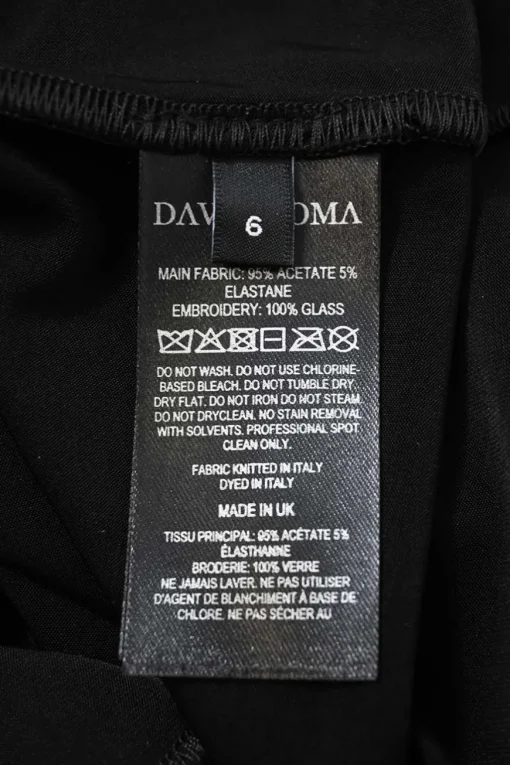 DAV OMA
6
MAIN FABRIC: 95% ACETATE 5%
ELASTANE
EMBROIDERY: 100% GLASS
DO NOT WASH. DO NOT USE CHLORINE-
BASED BLEACH. DO NOT TUMBLE DRY.
DRY FLAT. DO NOT IRON DO NOT STEAM.
DO NOT DRYCLEAN. NO STAIN REMOVAL
WITH SOLVENTS. PROFESSIONAL SPOT
CLEAN ONLY.
FABRIC KNITTED IN ITALY
DYED IN ITALY
MADE IN UK
TISSU PRINCIPAL: 95% ACÉTATE 5%
ÉLASTHANNE
BRODERIE: 100% VERRE
NE JAMAIS LAVER. NE PAS UTILISER
D'AGENT DE BLANCHIMENT À BASE DE
CHLORE. NE PAS SÉCHER AU